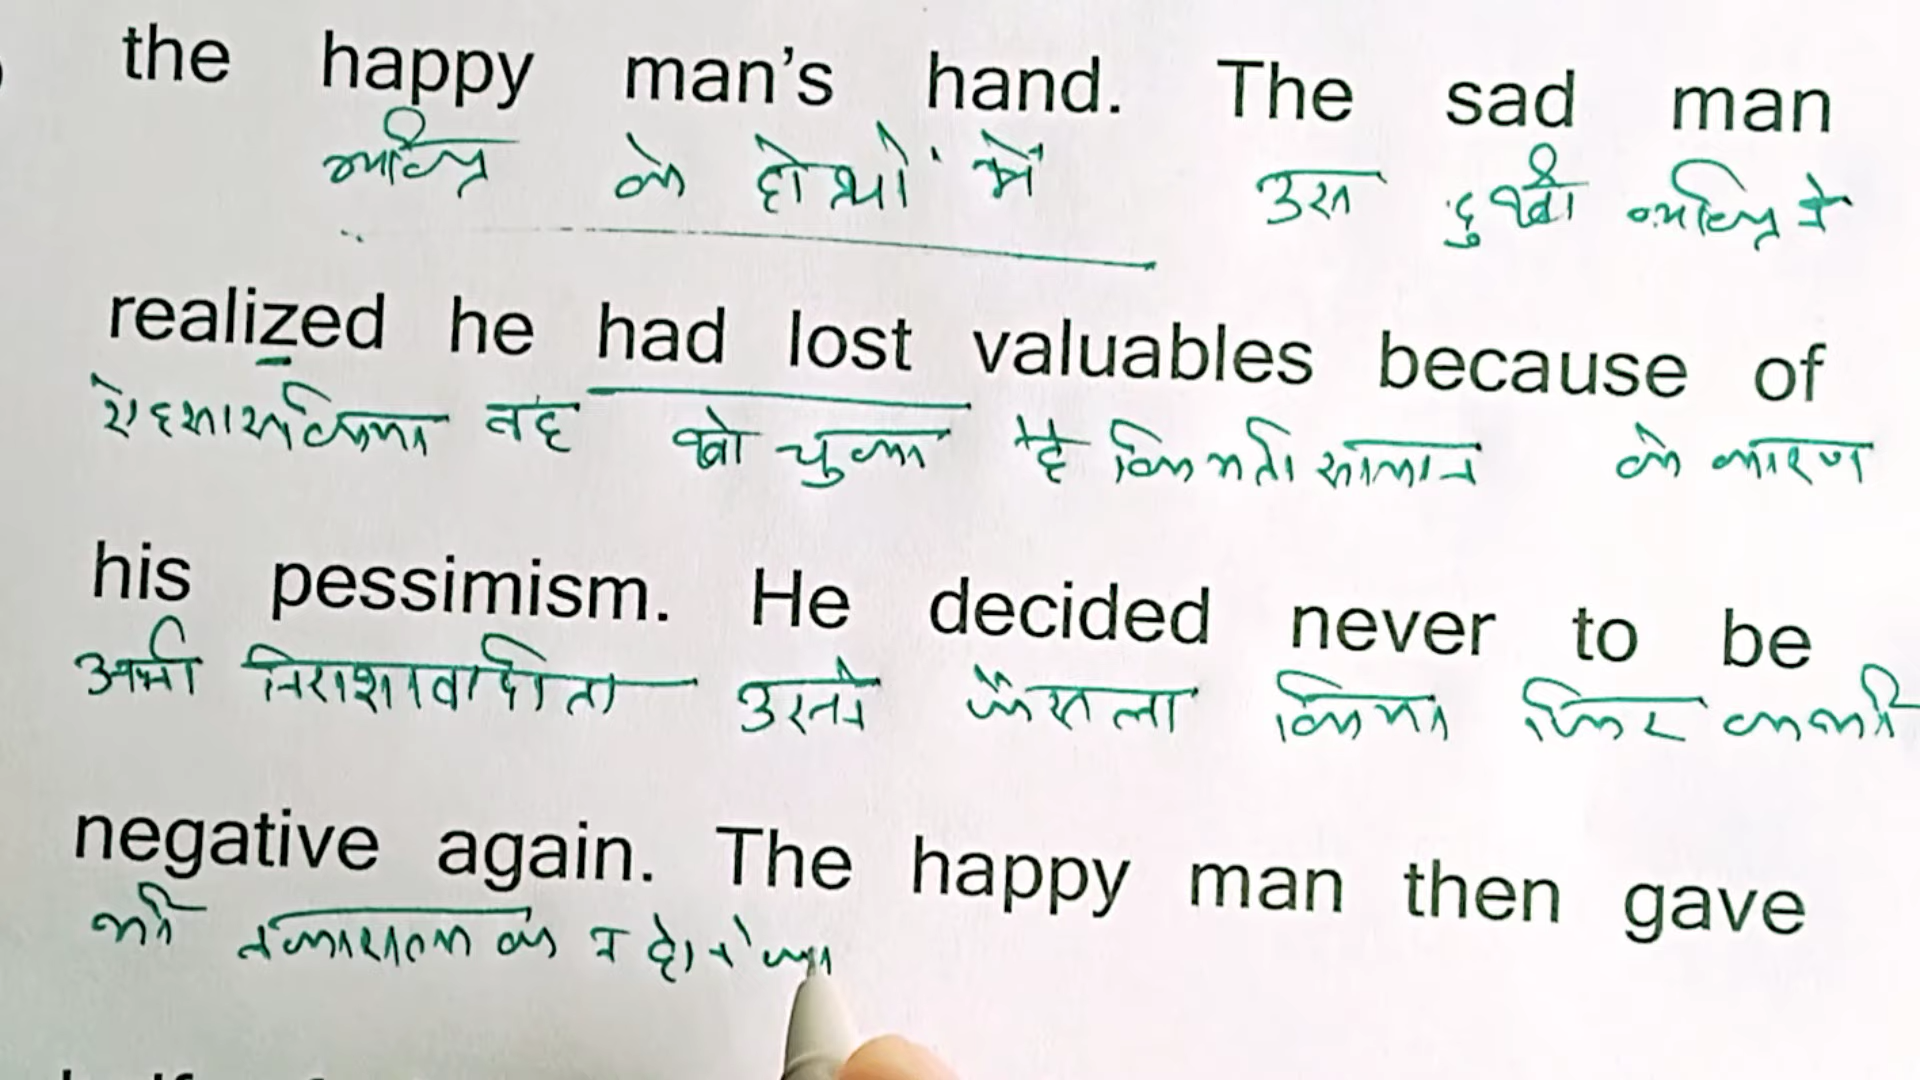 the happy man's hand. The sad man
व्यक्ति के हाथों में उस दुखी व्यक्ति ने
realized he had lost valuables because of
वह खो चुका है किमती सामान के कारण
his pessimism. He decided never to be
अपनी निराशावादीता उसने फैसला किया फिर कभी
negative again. The happy man then gave
भी नकारात्मक न होने का